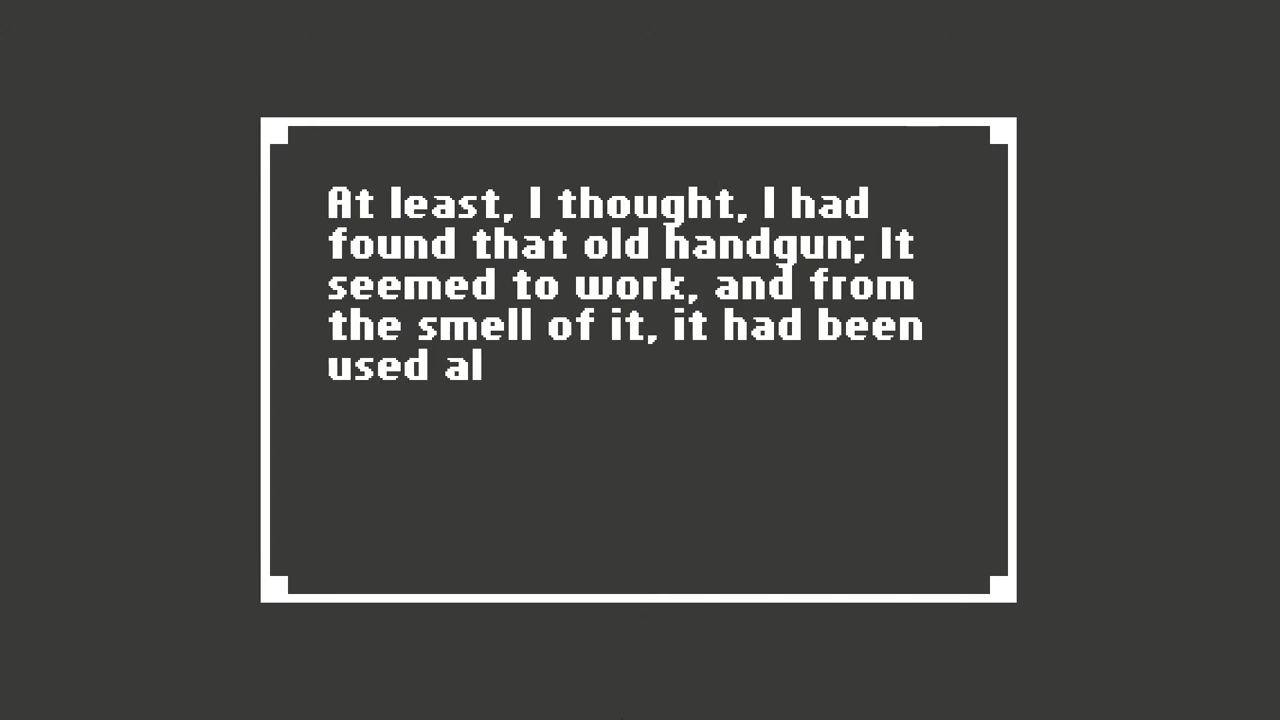 At least, I thought, I had
found that old handgun; It
seemed to work, and from
the smell of it, it had been
used al